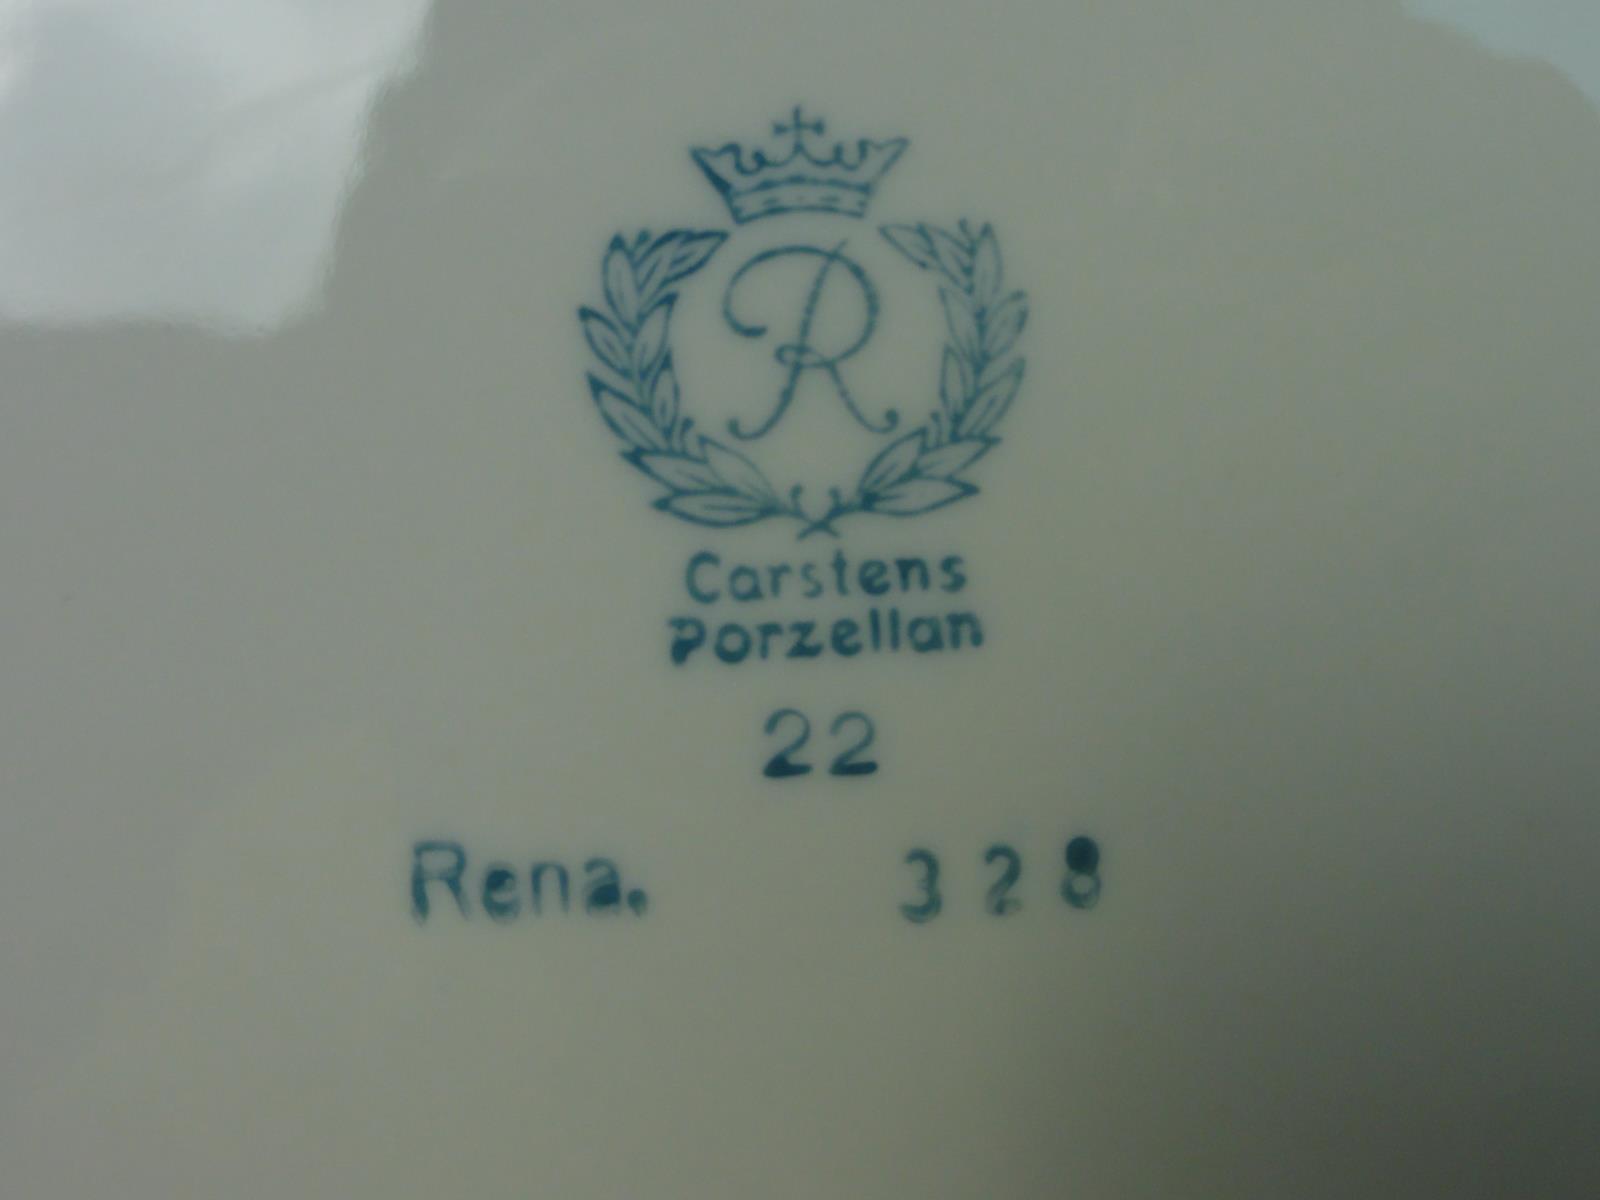 R
Carstens
Porzellan
22
Rena. 328